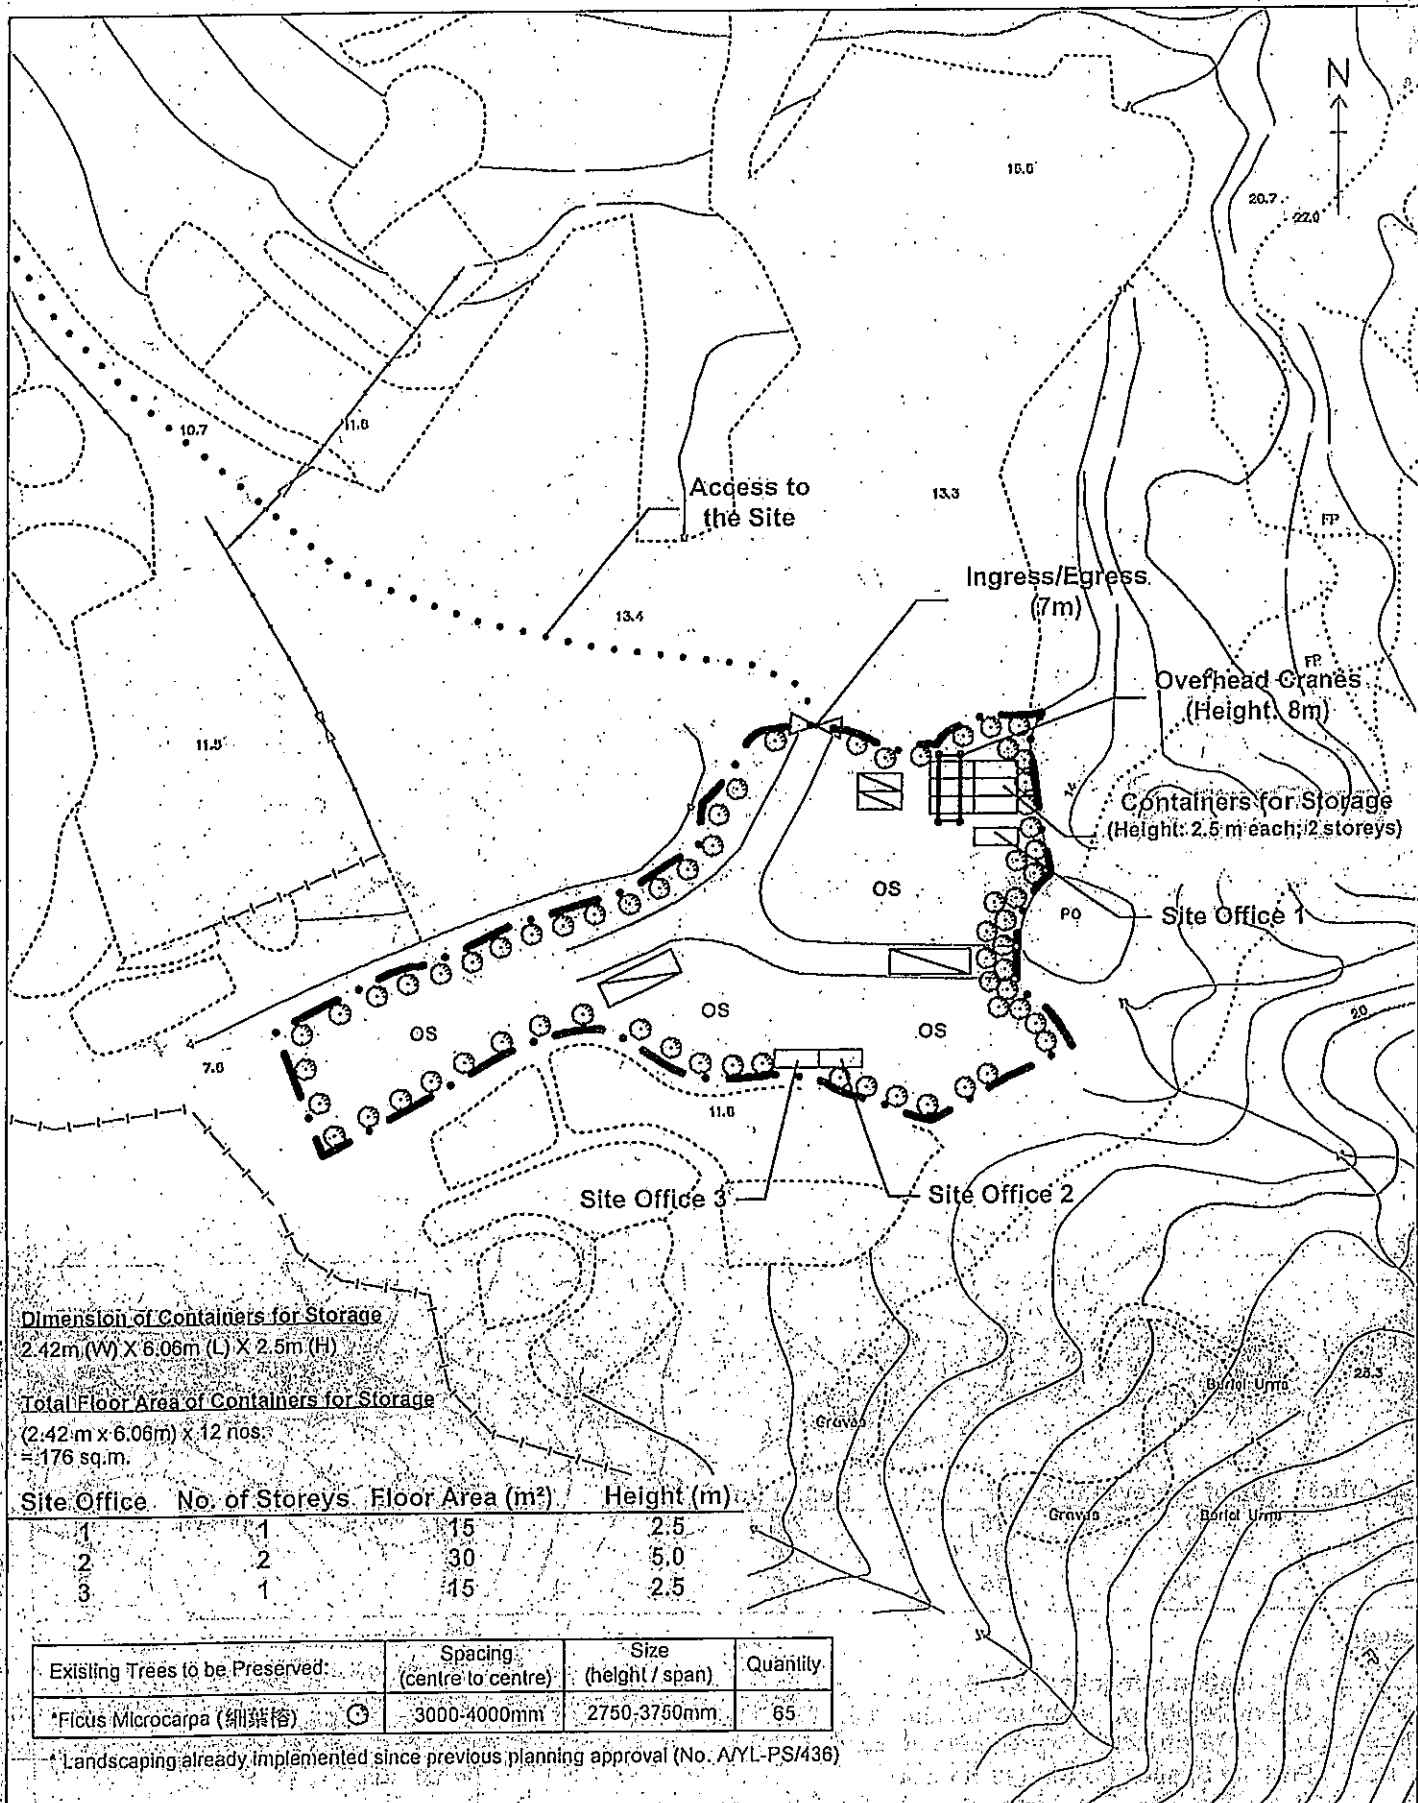 N
15.6
20.7
22.0
10.7
11.8
Access to
the Site
13.3
FP
Ingress/Egress
(7m)
13.4
FP
Overhead Cranes
(Height: 8m)
11.5
14
Containers for Storage
(Height: 2.5 m each; 2 storeys)
OS
PO
Site Office 1
OS
OS
OS
20
7.6
11.8
Site Office 3
Site Office 2
Dimension of Containers for Storage
2.42m (W) X 6.06m (L) X 2.5m (H)
Total Floor Area of Containers for Storage
(2.42 m x 6.06m) x 12 nos.
= 176 sq.m.
Burial Urns
Graves
Site Office No. of Storeys Floor Area (m²) Height (m)
1 1 15 2.5
2 2 30 5.0
3 1 15 2.5
Graves
Burial Urns
FP
Existing Trees to be Preserved: Spacing (centre to centre) Size (height / span) Quantity
*Ficus Microcarpa (細葉榕) 3000-4000mm 2750-3750mm 65
* Landscaping already implemented since previous planning approval (No. A/YL-PS/436)